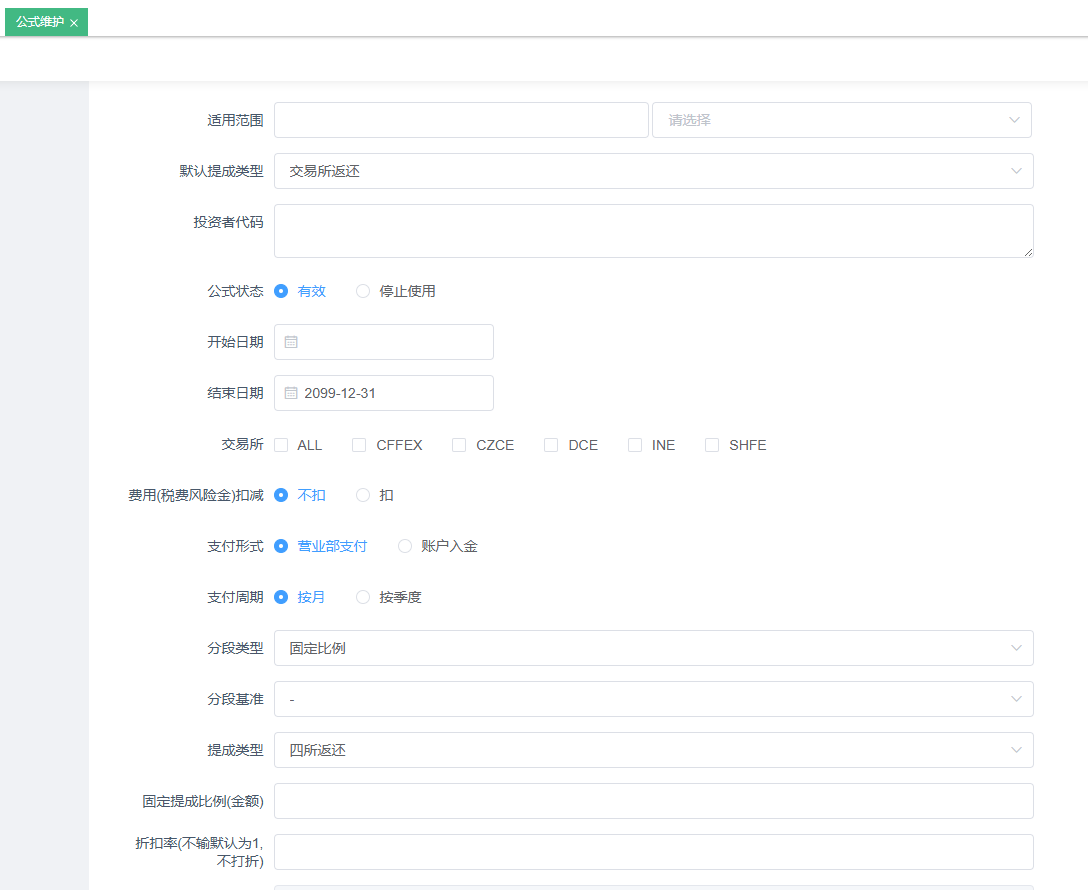 公式维护 ×
适用范围 请选择
默认提成类型 交易所返还
投资者代码
公式状态 有效 停止使用
开始日期
结束日期 2099-12-31
交易所 ALL CFFEX CZCE DCE INE SHFE
费用(税费风险金)扣减 不扣 扣
支付形式 营业部支付 账户入金
支付周期 按月 按季度
分段类型 固定比例
分段基准 -
提成类型 四所返还
固定提成比例(金额)
折扣率(不输默认为1,
不打折)